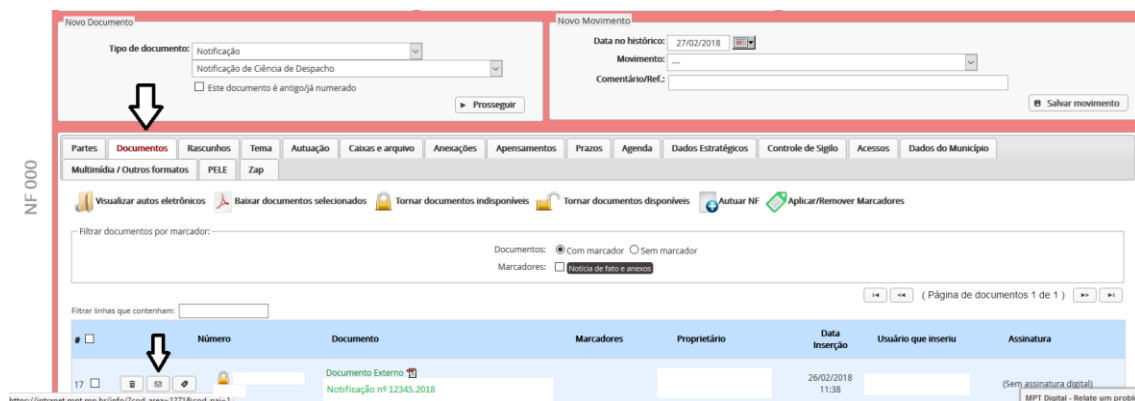 Novo Documento
Tipo de documento: Notificação
Notificação de Ciência de Despacho
Este documento é antigo/já numerado
Prosseguir
Novo Movimento
Data no histórico: 27/02/2018
Movimento: ---
Comentário/Ref.:
Salvar movimento
NF 000
Partes Documentos Rascunhos Tema Autuação Caixas e arquivo Anexações Apensamentos Prazos Agenda Dados Estratégicos Controle de Sigilo Acessos Dados do Município
Multimídia / Outros formatos PELE Zap
Visualizar autos eletrônicos Baixar documentos selecionados Tornar documentos indisponíveis Tornar documentos disponíveis Autuar NF Aplicar/Remover Marcadores
Filtrar documentos por marcador:
Documentos: Com marcador Sem marcador
Marcadores: Notícia de fato e anexos
(Página de documentos 1 de 1)
Filtrar linhas que contenham:
# Número Documento Marcadores Proprietário Data Inserção Usuário que inseriu Assinatura
17 Documento Externo 26/02/2018 11:38 (Sem assinatura digital)
Notificação nº 12345.2018
MPT Digital - Relate um probl